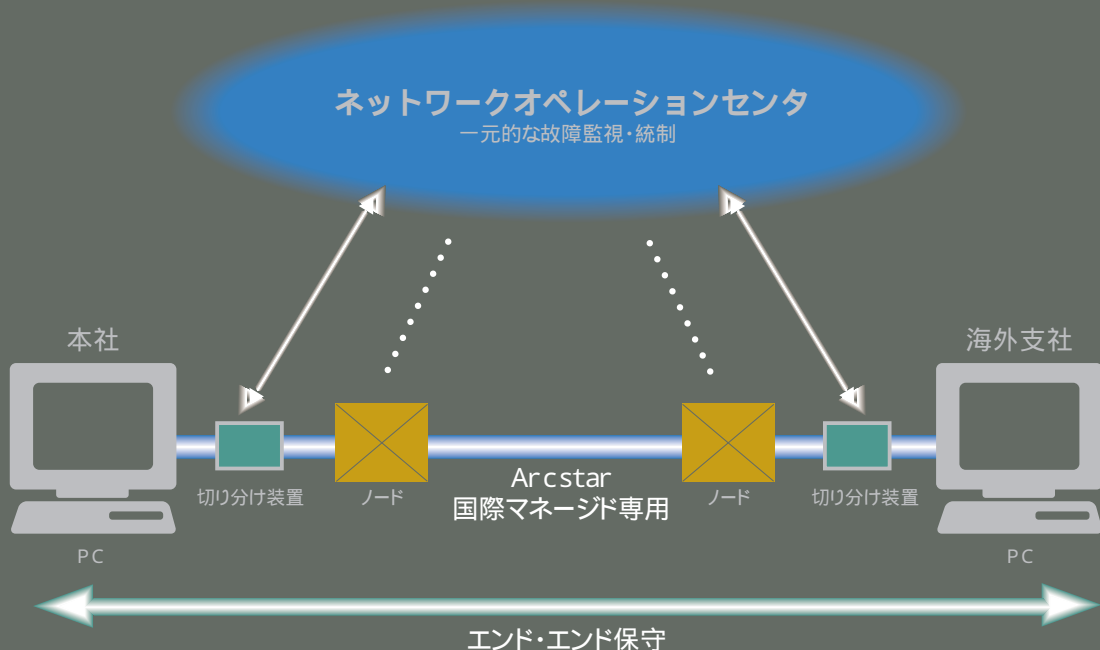 ネットワークオペレーションセンタ
一元的な故障監視・統制
本社
海外支社
切り分け装置
ノード
Arcstar
国際マネージド専用
ノード
切り分け装置
PC
PC
エンド・エンド保守